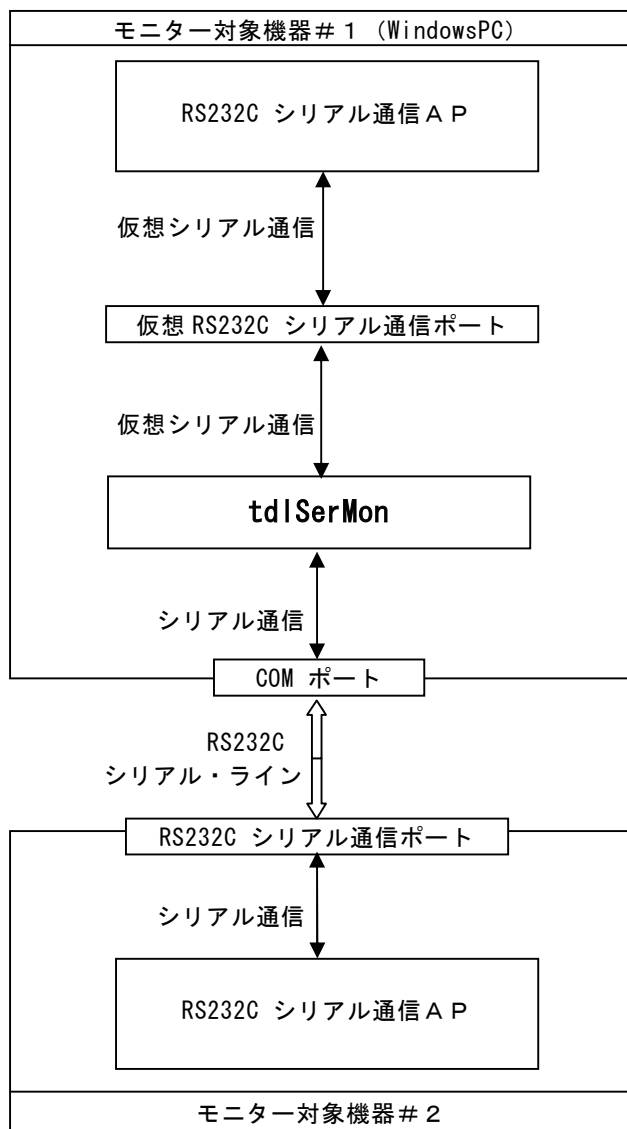 モニター対象機器＃１ (WindowsPC)
RS232C シリアル通信ＡＰ
仮想シリアル通信
仮想 RS232C シリアル通信ポート
仮想シリアル通信
tdlSerMon
シリアル通信
COM ポート
RS232C
シリアル・ライン
RS232C シリアル通信ポート
シリアル通信
RS232C シリアル通信ＡＰ
モニター対象機器＃２